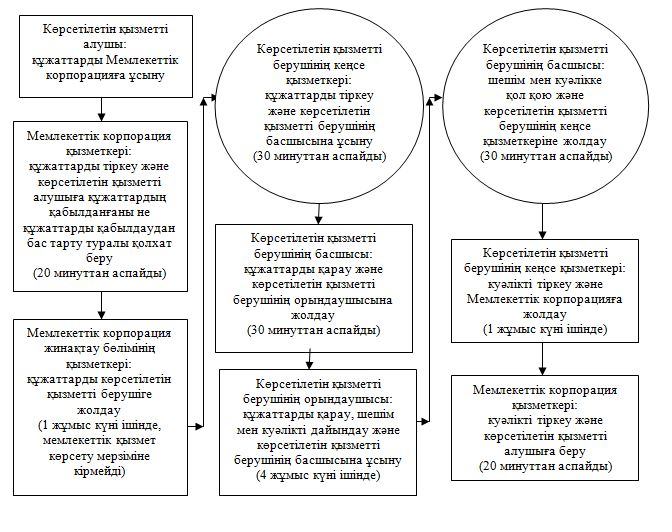 Көрсетілетін қызметті
алушы:
құжаттарды Мемлекеттік
корпорацияға ұсыну
Мемлекеттік корпорация
қызметкері:
құжаттарды тіркеу және
көрсетілетін қызметті
алушыға құжаттардың
қабылданғаны не
құжаттарды қабылдаудан
бас тарту туралы қолхат
беру
(20 минуттан аспайды)
Мемлекеттік корпорация
жинақтау бөлімінің
қызметкері:
құжаттарды көрсетілетін
қызметті берушіге
жолдау
(1 жұмыс күні ішінде,
мемлекеттік қызмет
көрсету мерзіміне
кірмейді)
Көрсетілетін қызметті
берушінің кеңсе
қызметкері:
құжаттарды тіркеу
және көрсетілетін
қызметті берушінің
басшысына ұсыну
(30 минуттан аспайды)
Көрсетілетін қызметті
берушінің басшысы:
құжаттарды қарау және
көрсетілетін қызметті
берушінің орындаушысына
жолдау
(30 минуттан аспайды)
Көрсетілетін қызметті
берушінің орындаушысы:
құжаттарды қарау, шешім
мен куәлікті дайындау және
көрсетілетін қызметті
берушінің басшысына ұсыну
(4 жұмыс күні ішінде)
Көрсетілетін қызметті
берушінің басшысы:
шешім мен куәлікке
қол қою және
көрсетілетін қызметті
берушінің кеңсе
қызметкеріне жолдау
(30 минуттан аспайды)
Көрсетілетін қызметті
берушінің кеңсе қызметкері:
куәлікті тіркеу және
Мемлекеттік корпорацияға
жолдау
(1 жұмыс күні ішінде)
Мемлекеттік корпорация
қызметкері:
куәлікті тіркеу және
көрсетілетін қызметті
алушыға беру
(20 минуттан аспайды)